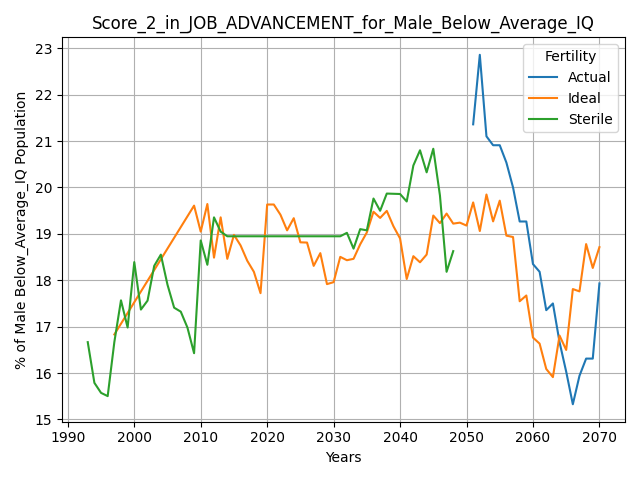 Score_2_in_JOB_ADVANCEMENT_for_Male_Below_Average_IQ
% of Male Below_Average_IQ Population
23
22
21
20
19
18
17
16
15
Fertility
Actual
Ideal
Sterile
1990 2000 2010 2020 2030 2040 2050 2060 2070
Years